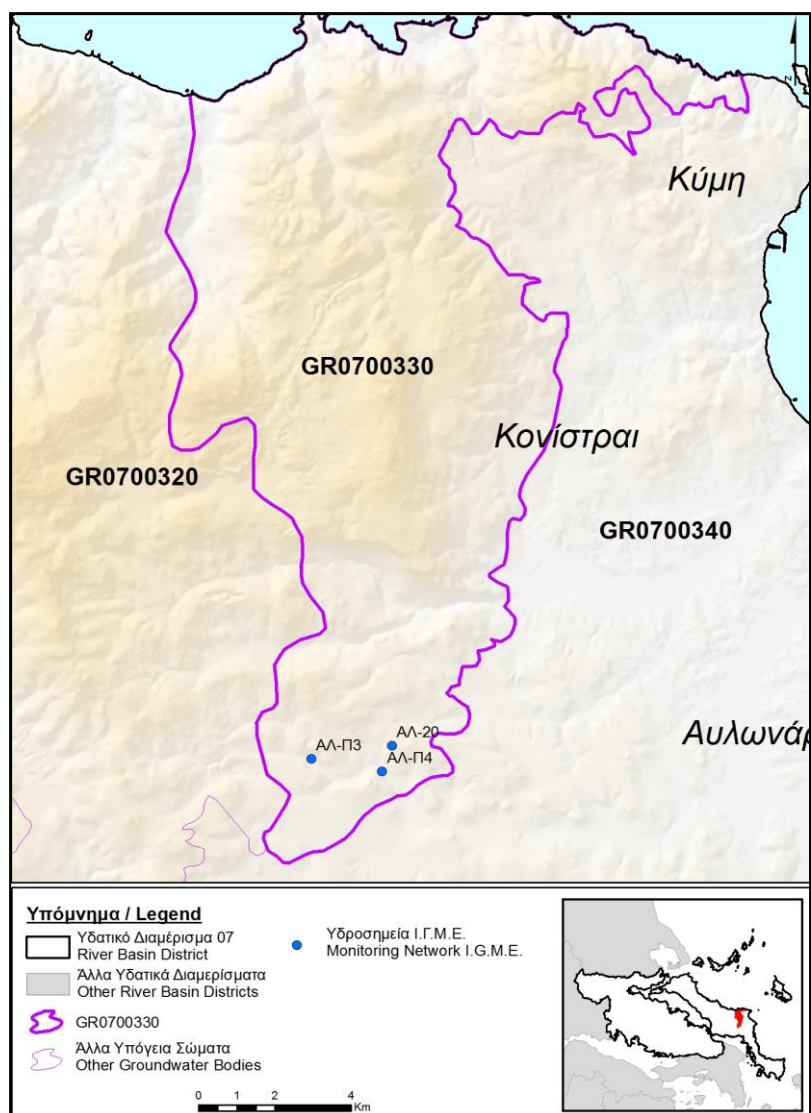 N
Κύμη
GR0700330
Κονίστραι
GR0700320
GR0700340
Αυλωνάρ
ΑΛ-20
ΑΛ-Π3
ΑΛ-Π4
Υπόμνημα / Legend
Υδατικό Διαμέρισμα 07
River Basin District
Άλλα Υδατικά Διαμερίσματα
Other River Basin Districts
GR0700330
Άλλα Υπόγεια Σώματα
Other Groundwater Bodies
Υδροσημεία Ι.Γ.Μ.Ε.
Monitoring Network I.G.M.E.
0 1 2 4
Km